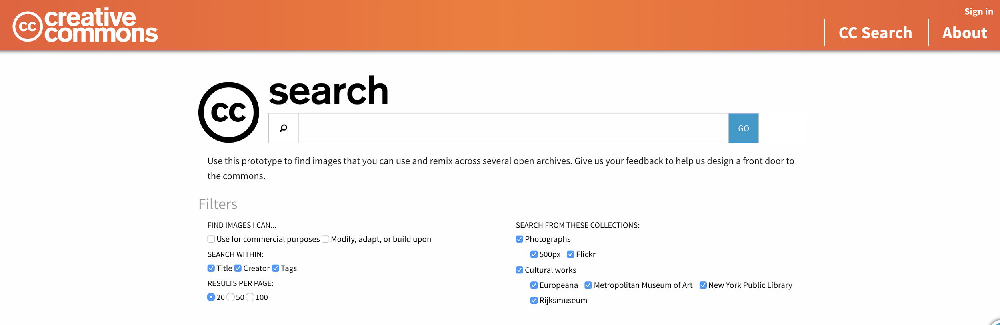 cc creative
commons
Sign in
CC Search
About
cc search
GO
Use this prototype to find images that you can use and remix across several open archives. Give us your feedback to help us design a front door to
the commons.
Filters
FIND IMAGES I CAN...
Use for commercial purposes Modify, adapt, or build upon
SEARCH WITHIN:
Title Creator Tags
RESULTS PER PAGE:
20 50 100
SEARCH FROM THESE COLLECTIONS:
Photographs
500px Flickr
Cultural works
Europeana Metropolitan Museum of Art New York Public Library
Rijksmuseum